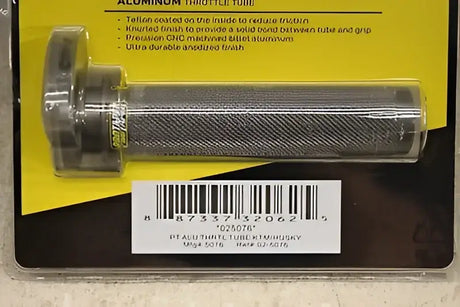 ALUMINUM THROTTLE TUBE
- Teflon coated on the inside to reduce friction
- Knurled finish to provide a solid bond between tube and grip
- Precision CNC machined billet aluminum
- Ultra durable anodized finish
8 87337 32062 5
*025076*
PT ALU THRTL TUBE KTM/HUSKY
Mfg# 5076 Item# 02-5076